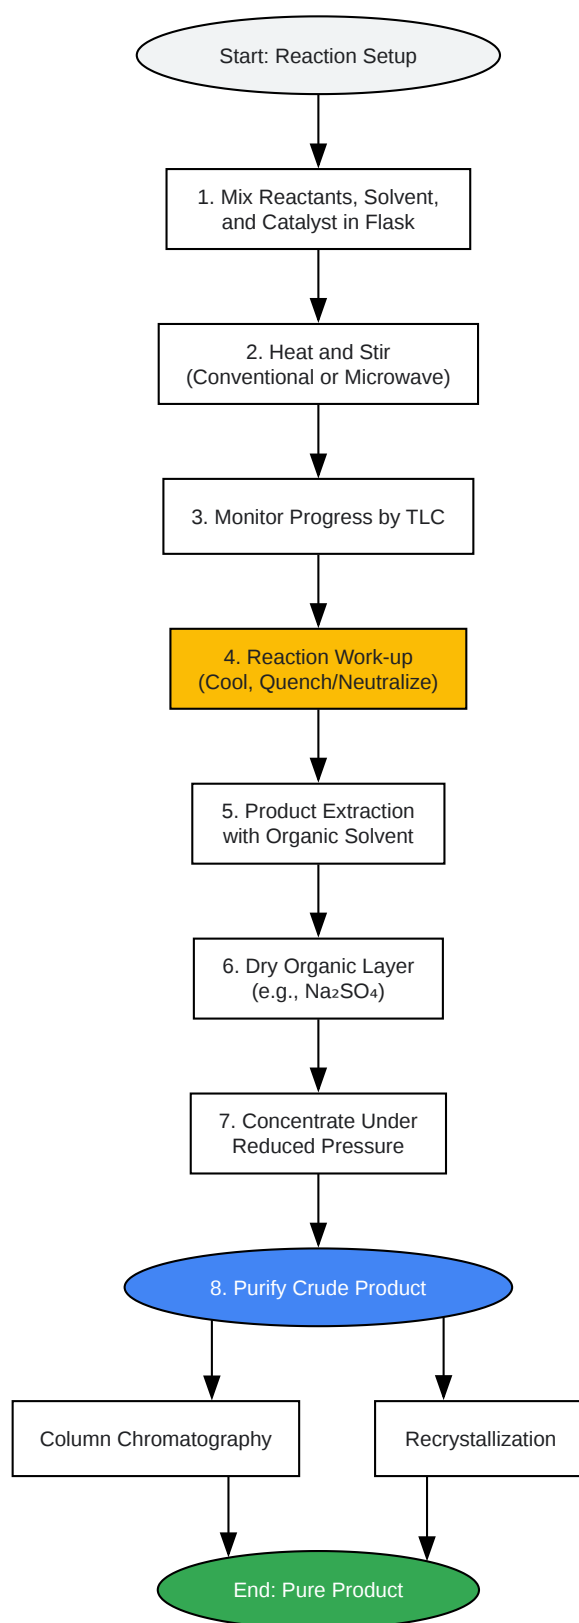 Start: Reaction Setup
1. Mix Reactants, Solvent,
and Catalyst in Flask
2. Heat and Stir
(Conventional or Microwave)
3. Monitor Progress by TLC
4. Reaction Work-up
(Cool, Quench/Neutralize)
5. Product Extraction
with Organic Solvent
6. Dry Organic Layer
(e.g., Na₂SO₄)
7. Concentrate Under
Reduced Pressure
8. Purify Crude Product
Column Chromatography
Recrystallization
End: Pure Product